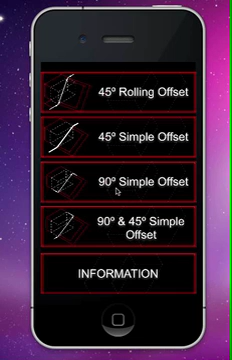 45º Rolling Offset
45º Simple Offset
90º Simple Offset
90º & 45º Simple
Offset
INFORMATION